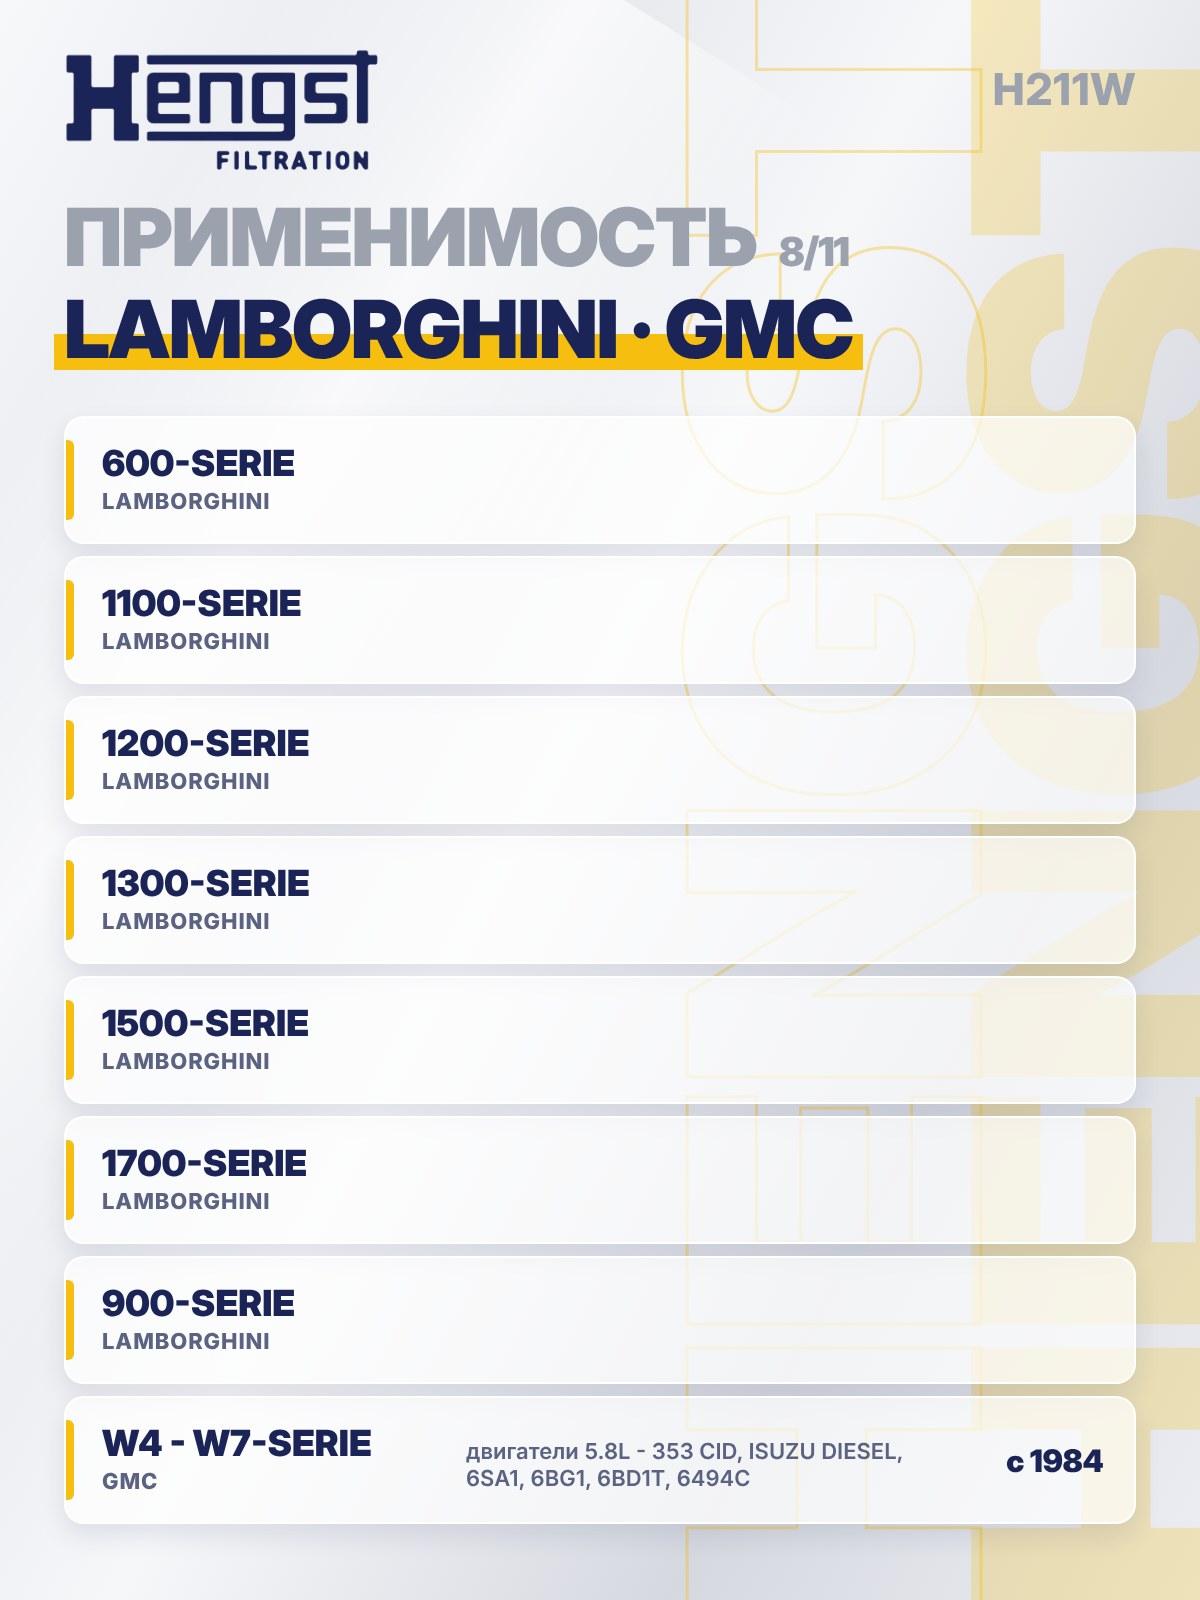 Hengst
FILTRATION
H211W
ПРИМЕНИМОСТЬ 8/11
LAMBORGHINI · GMC
600-SERIE
LAMBORGHINI
1100-SERIE
LAMBORGHINI
1200-SERIE
LAMBORGHINI
1300-SERIE
LAMBORGHINI
1500-SERIE
LAMBORGHINI
1700-SERIE
LAMBORGHINI
900-SERIE
LAMBORGHINI
W4 - W7-SERIE
GMC
двигатели 5.8L - 353 CID, ISUZU DIESEL,
6SA1, 6BG1, 6BD1T, 6494C
с 1984
HENGST
HENGST